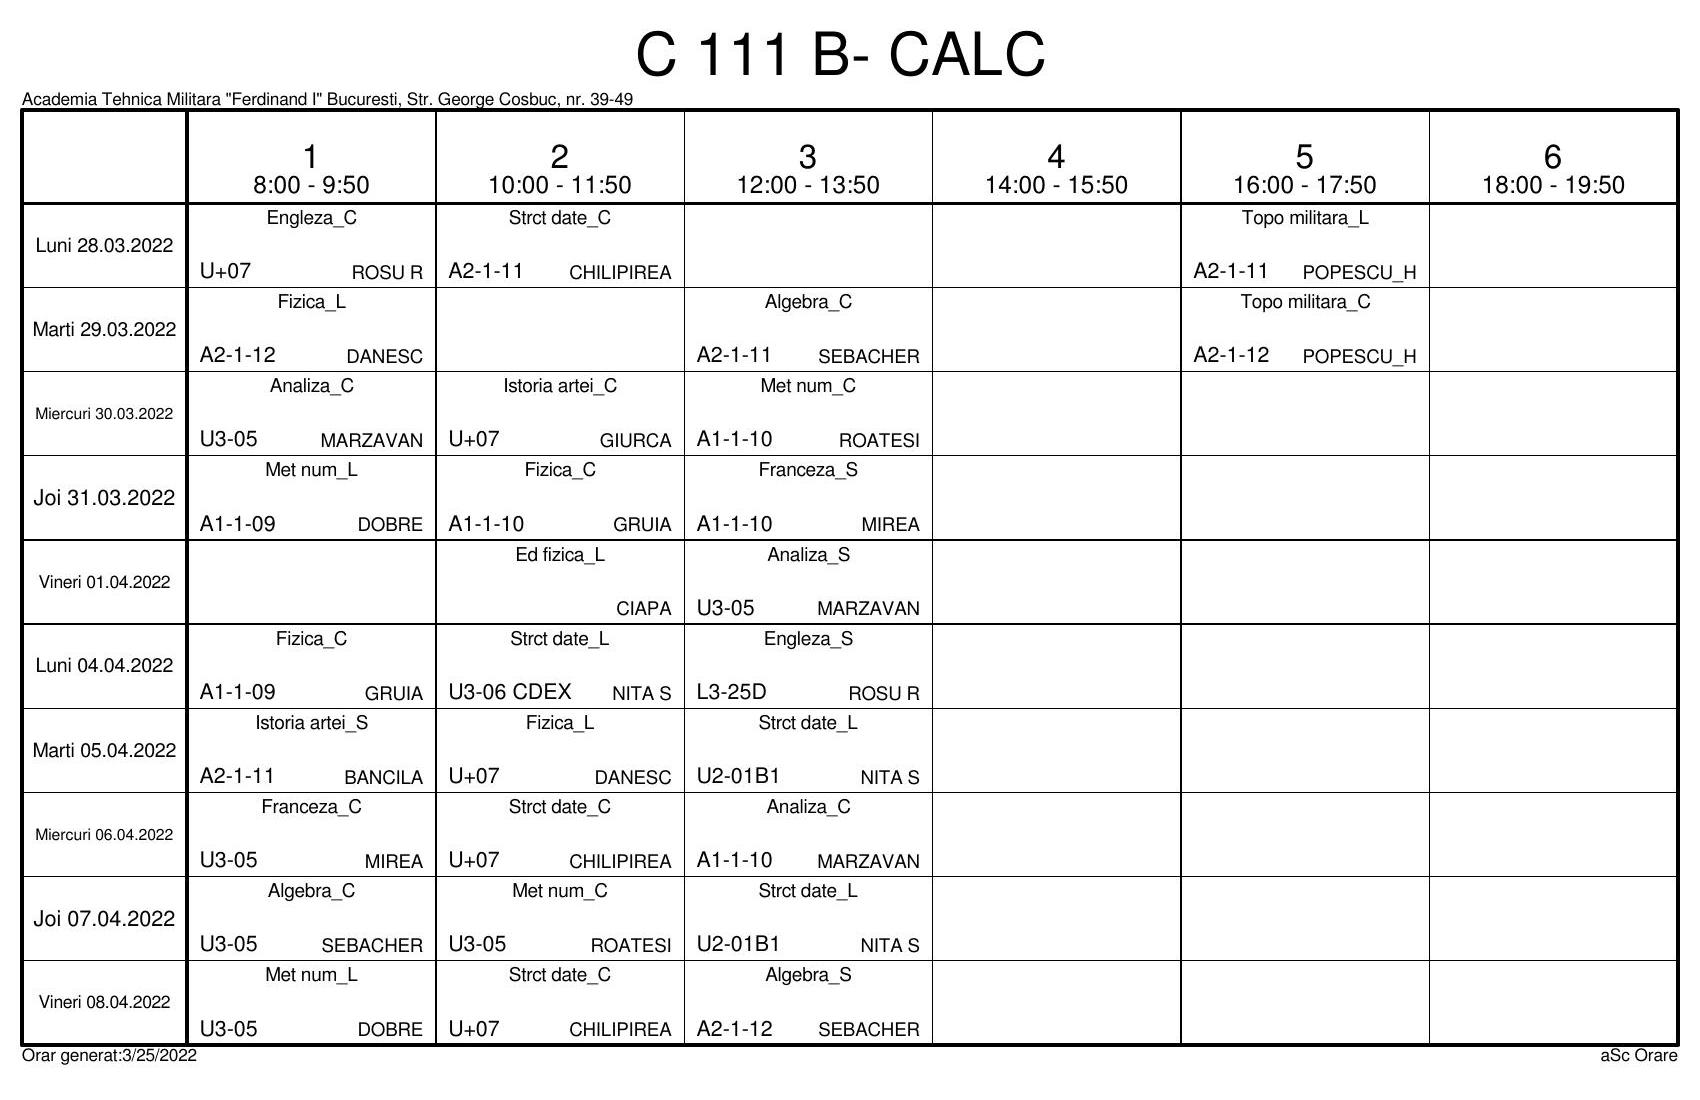 C 111 B- CALC
Academia Tehnica Militara "Ferdinand I" Bucuresti, Str. George Cosbuc, nr. 39-49
1 2 3 4 5 6
8:00 - 9:50 10:00 - 11:50 12:00 - 13:50 14:00 - 15:50 16:00 - 17:50 18:00 - 19:50
Luni 28.03.2022
Engleza_C
U+07 ROSU R
Strct date_C
A2-1-11 CHILIPIREA
Topo militara_L
A2-1-11 POPESCU_H
Marti 29.03.2022
Fizica_L
A2-1-12 DANESC
Algebra_C
A2-1-11 SEBACHER
Topo militara_C
A2-1-12 POPESCU_H
Miercuri 30.03.2022
Analiza_C
U3-05 MARZAVAN
Istoria artei_C
U+07 GIURCA
Met num_C
A1-1-10 ROATESI
Joi 31.03.2022
Met num_L
A1-1-09 DOBRE
Fizica_C
A1-1-10 GRUIA
Franceza_S
A1-1-10 MIREA
Vineri 01.04.2022
Ed fizica_L
CIAPA
Analiza_S
U3-05 MARZAVAN
Luni 04.04.2022
Fizica_C
A1-1-09 GRUIA
Strct date_L
U3-06 CDEX NITA S
Engleza_S
L3-25D ROSU R
Marti 05.04.2022
Istoria artei_S
A2-1-11 BANCILA
Fizica_L
U+07 DANESC
Strct date_L
U2-01B1 NITA S
Miercuri 06.04.2022
Franceza_C
U3-05 MIREA
Strct date_C
U+07 CHILIPIREA
Analiza_C
A1-1-10 MARZAVAN
Joi 07.04.2022
Algebra_C
U3-05 SEBACHER
Met num_C
U3-05 ROATESI
Strct date_L
U2-01B1 NITA S
Vineri 08.04.2022
Met num_L
U3-05 DOBRE
Strct date_C
U+07 CHILIPIREA
Algebra_S
A2-1-12 SEBACHER
Orar generat:3/25/2022
aSc Orare